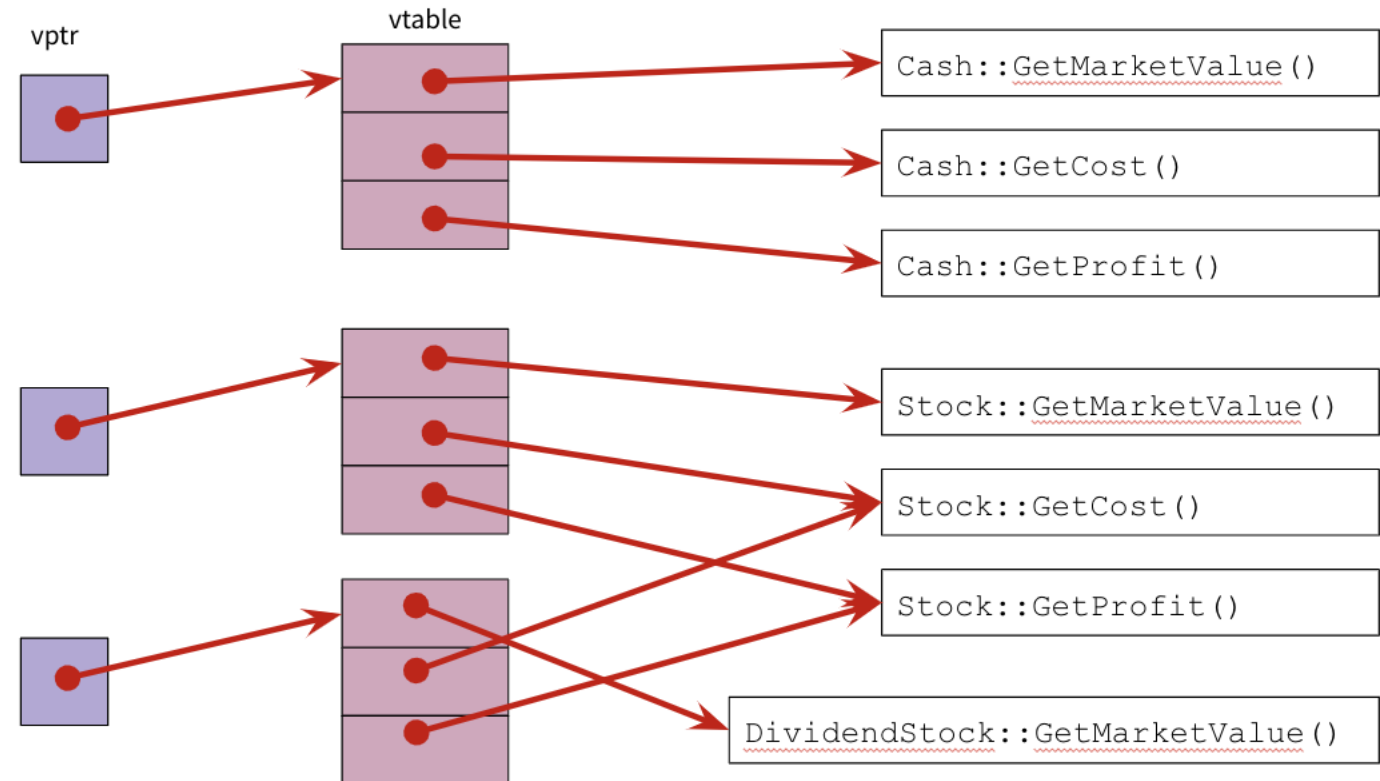 vptr
vtable
Cash::GetMarketValue()
Cash::GetCost()
Cash::GetProfit()
Stock::GetMarketValue()
Stock::GetCost()
Stock::GetProfit()
DividendStock::GetMarketValue()